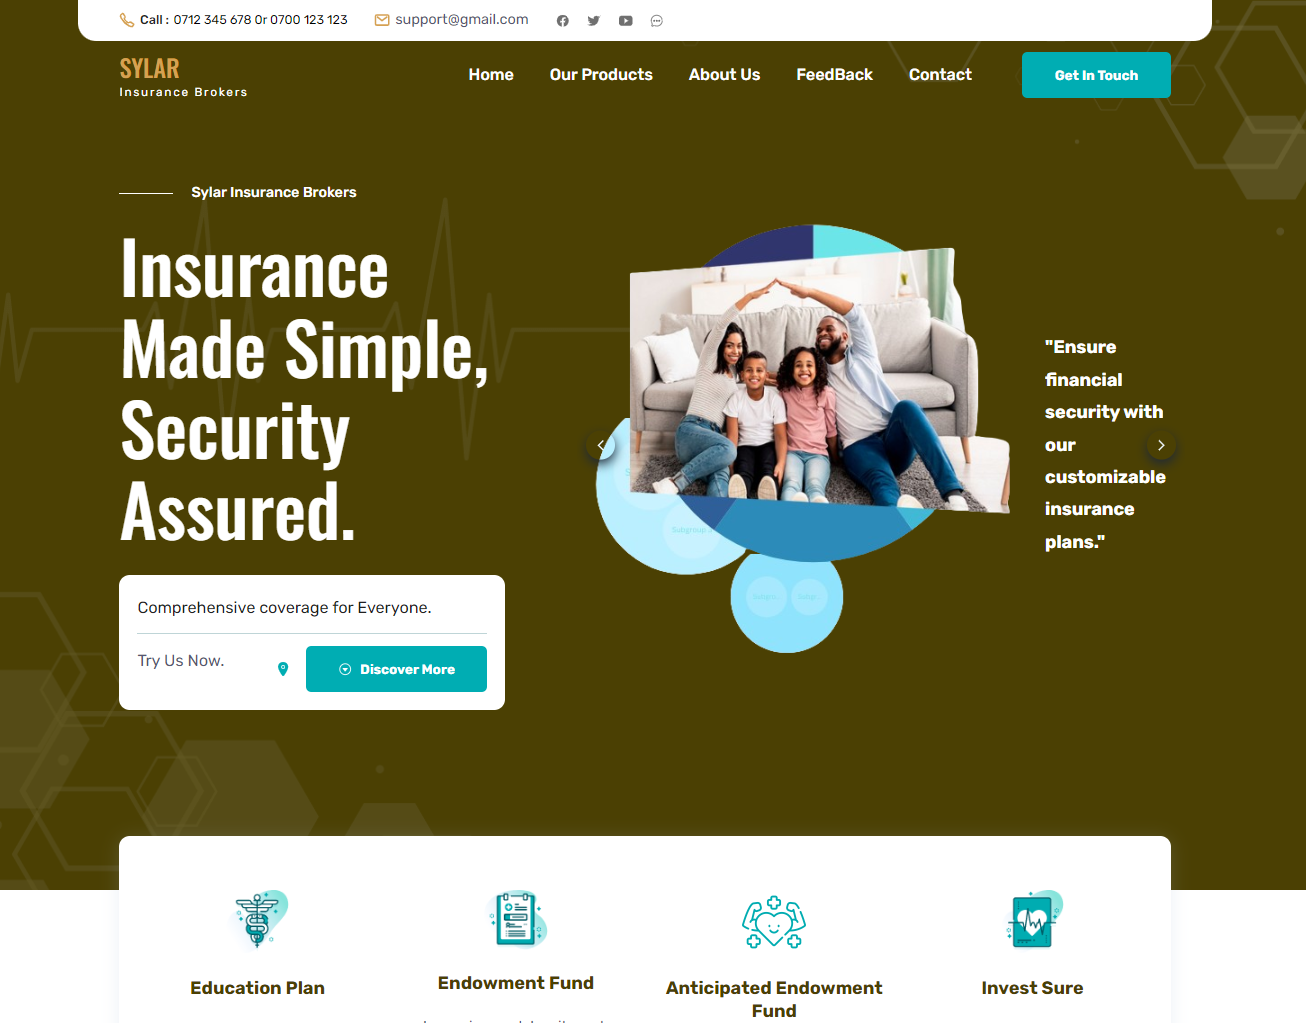 Call : 0712 345 678 Or 0700 123 123
support@gmail.com
SYLAR
Insurance Brokers
Home
Our Products
About Us
FeedBack
Contact
Get In Touch
Sylar Insurance Brokers
Insurance
Made Simple,
Security
Assured.
"Ensure
financial
security with
our
customizable
insurance
plans."
Comprehensive coverage for Everyone.
Try Us Now.
Discover More
Education Plan
Endowment Fund
Anticipated Endowment
Fund
Invest Sure